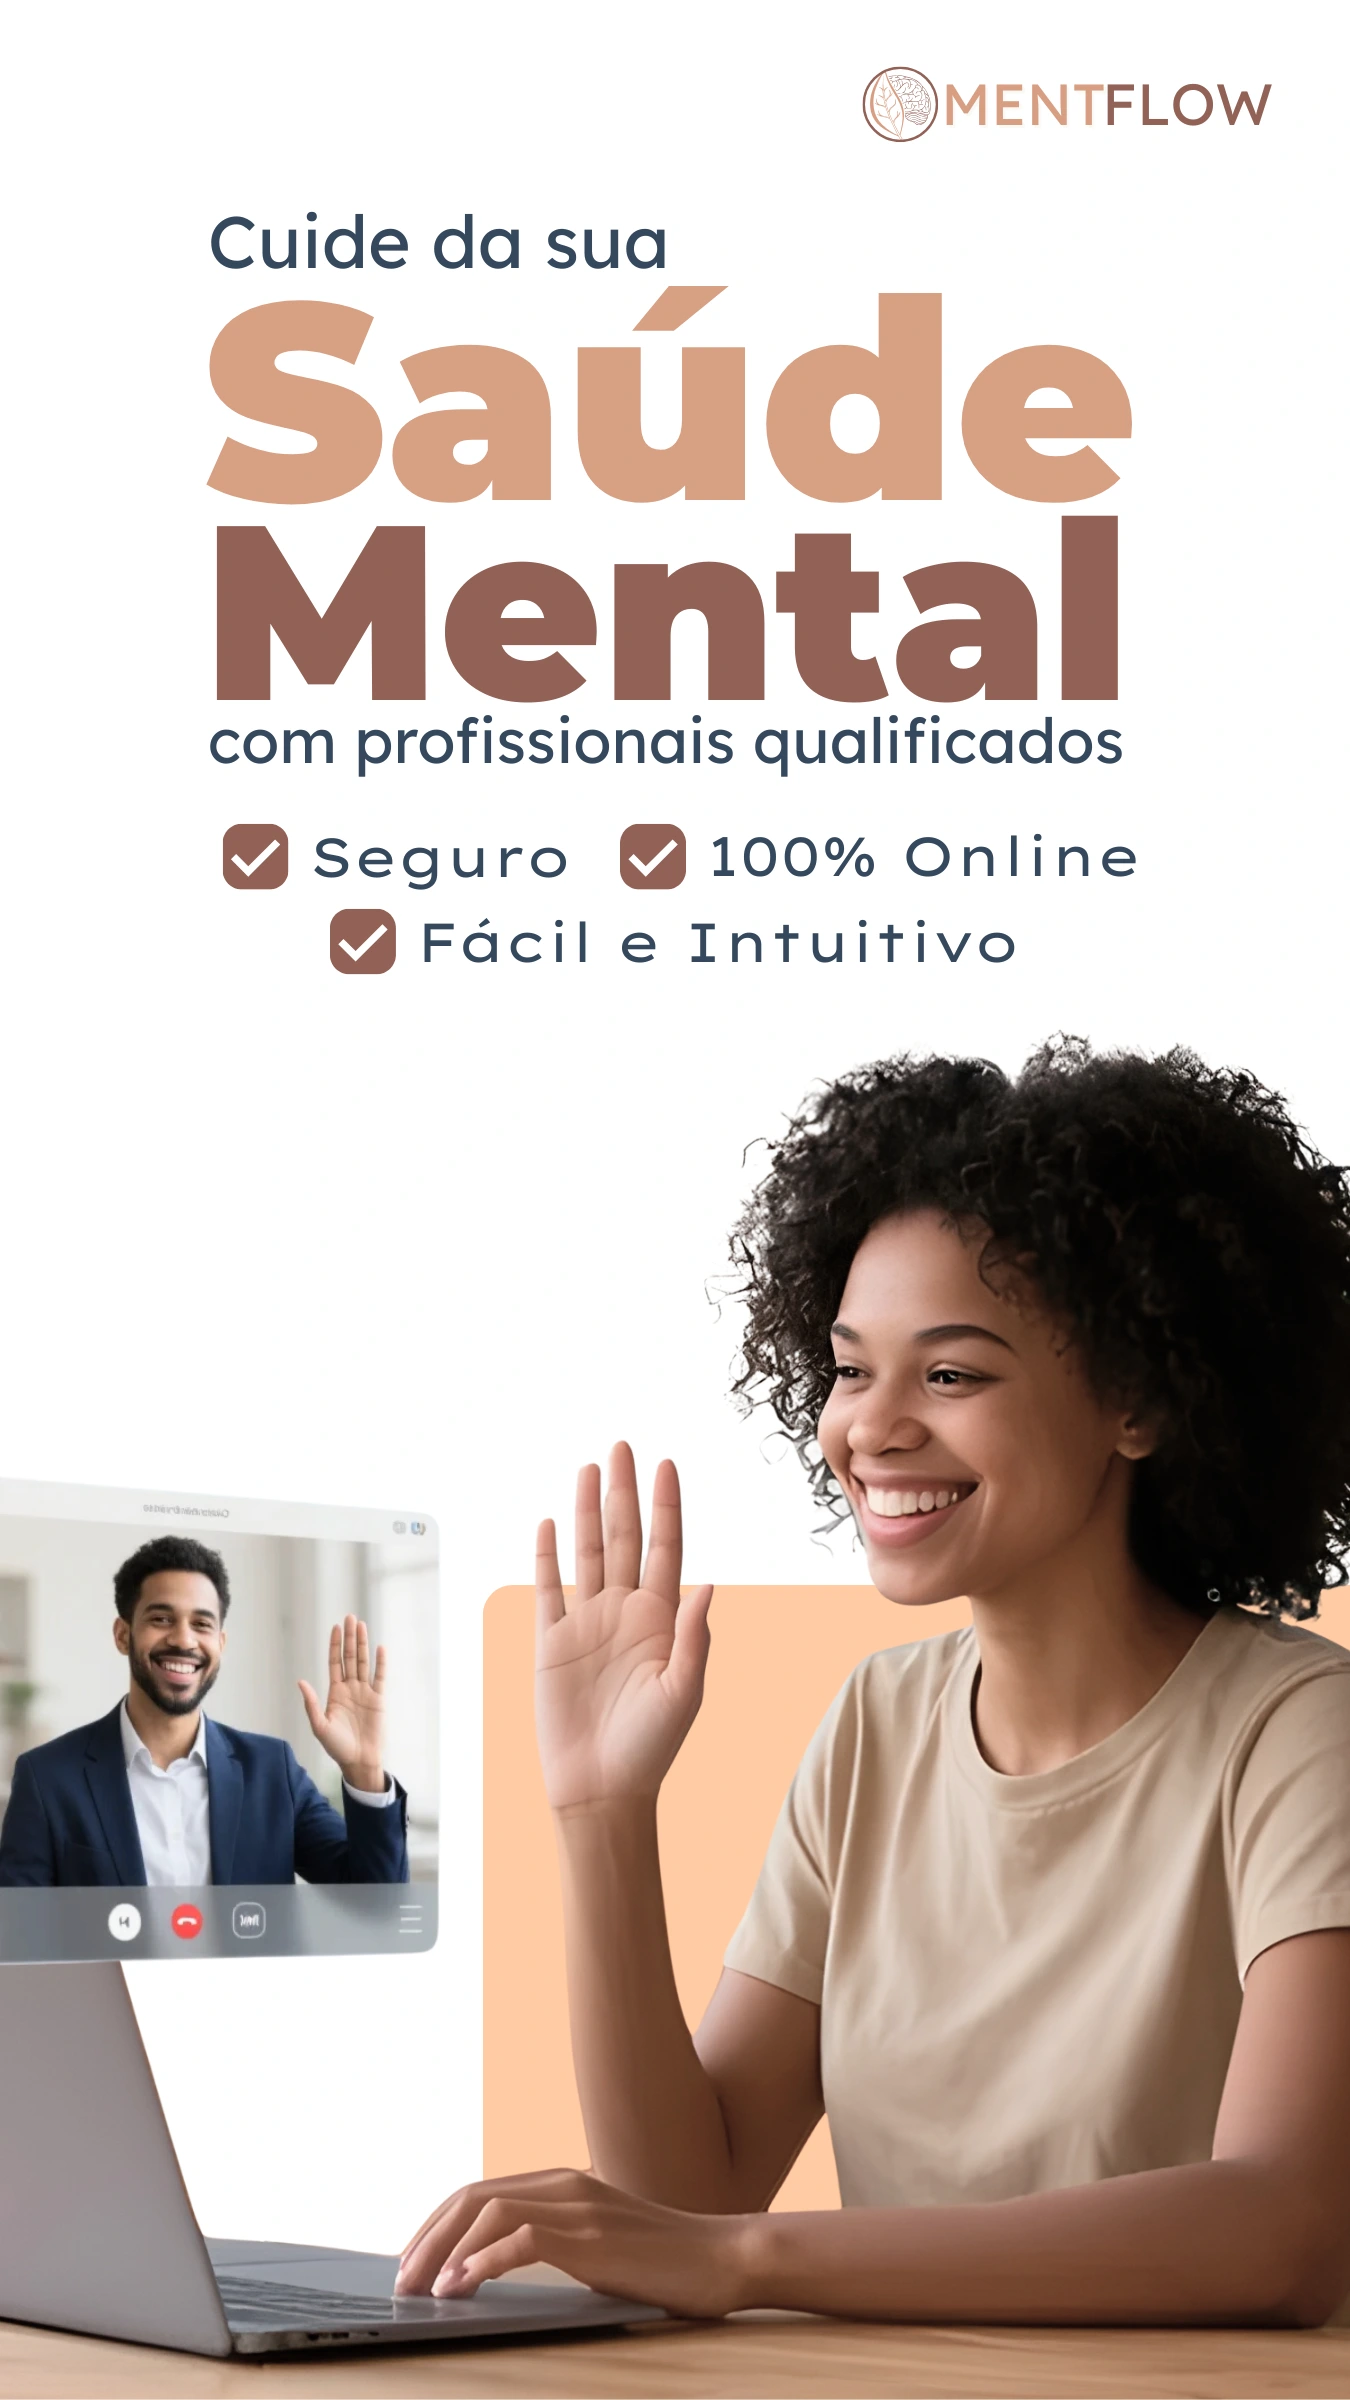 MENTFLOW
Cuide da sua
Saúde
Mental
com profissionais qualificados
Seguro 100% Online
Fácil e Intuitivo